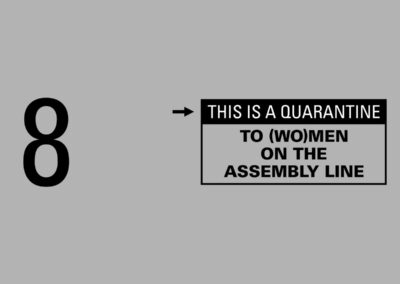 8
→ THIS IS A QUARANTINE
TO (WO)MEN
ON THE
ASSEMBLY LINE